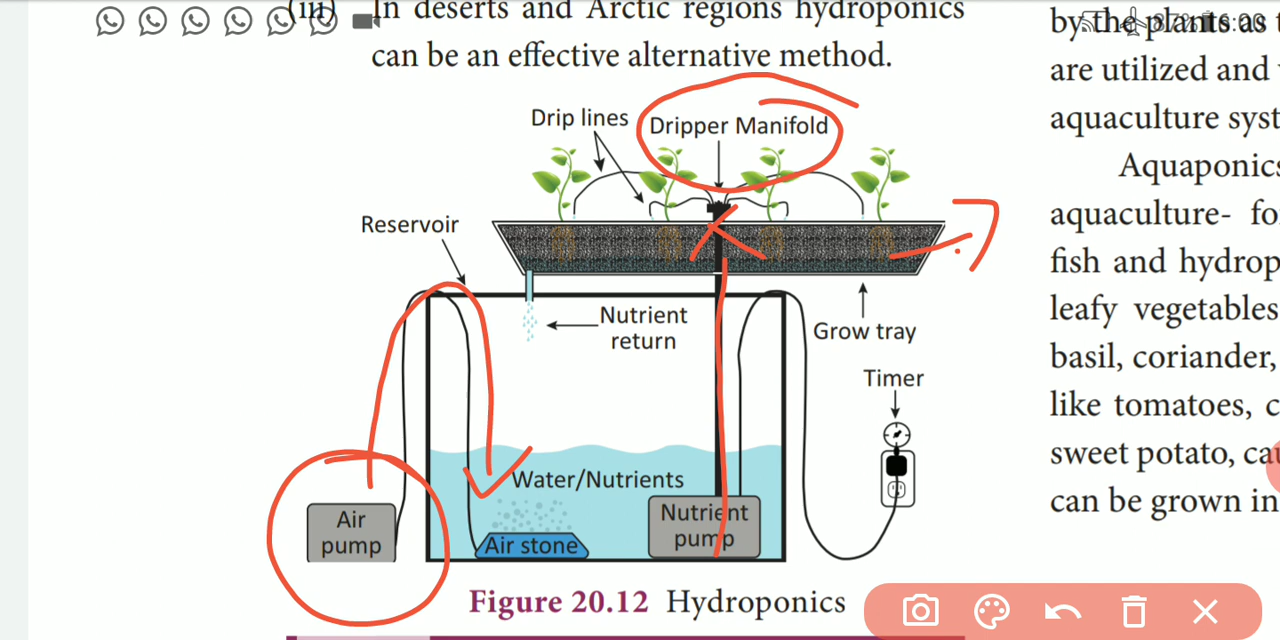 (iii) In deserts and Arctic regions hydroponics
can be an effective alternative method.
Drip lines
Dripper Manifold
Reservoir
Nutrient
return
Grow tray
Timer
Water/Nutrients
Air
pump
Air stone
Nutrient
pump
Figure 20.12 Hydroponics
by the plants as
are utilized and
aquaculture syst
Aquaponics
aquaculture- fo
fish and hydrop
leafy vegetables
basil, coriander,
like tomatoes, c
sweet potato, cau
can be grown in